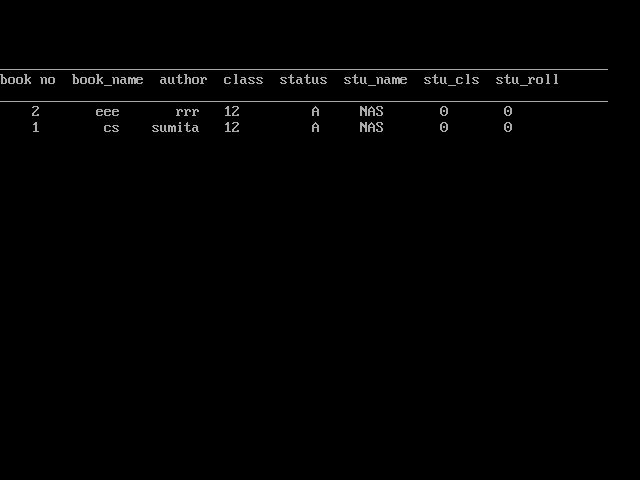 book no book_name author class status stu_name stu_cls stu_roll
2 eee rrr 12 A NAS 0 0
1 cs sumita 12 A NAS 0 0